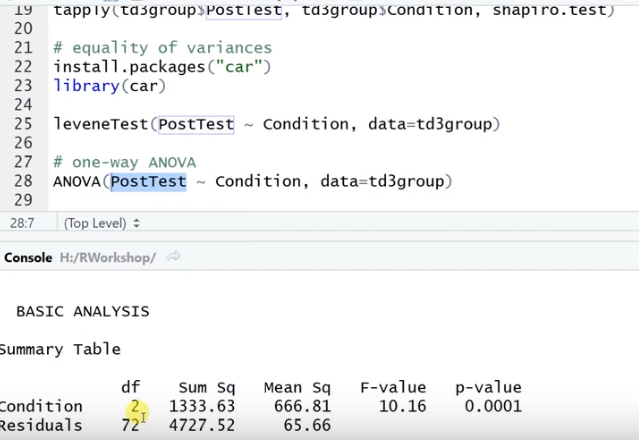 19 tapply(td3group$PostTest, td3group$Condition, shapiro.test)
20
21 # equality of variances
22 install.packages("car")
23 library(car)
24
25 leveneTest(PostTest ~ Condition, data=td3group)
26
27 # one-way ANOVA
28 ANOVA(PostTest ~ Condition, data=td3group)
29
28:7 (Top Level)
Console H:/RWorkshop/
BASIC ANALYSIS
Summary Table
df Sum Sq Mean Sq F-value p-value
Condition 2 1333.63 666.81 10.16 0.0001
Residuals 72 4727.52 65.66